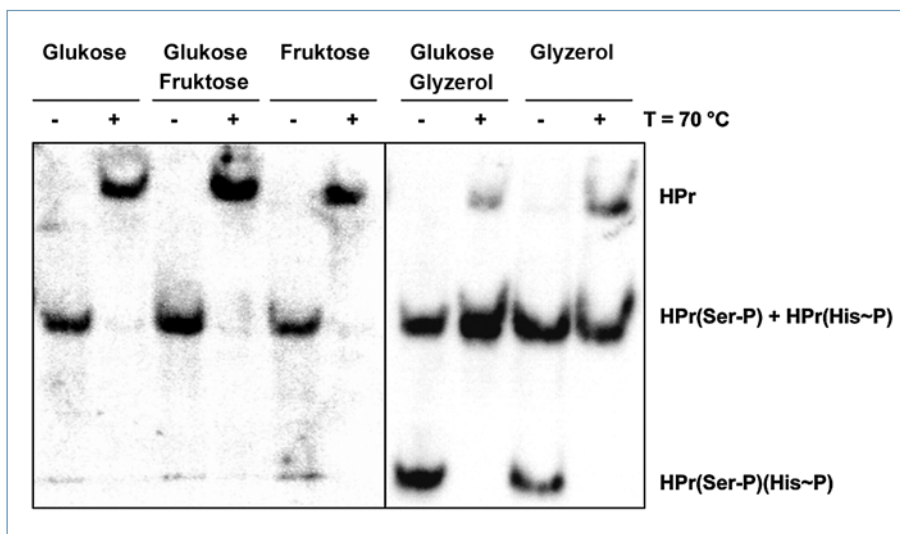 Glukose Glukose Fruktose Glukose Glyzerol
Fruktose Glyzerol
- + - + - + - + - + T = 70 °C
HPr
HPr(Ser-P) + HPr(His~P)
HPr(Ser-P)(His~P)